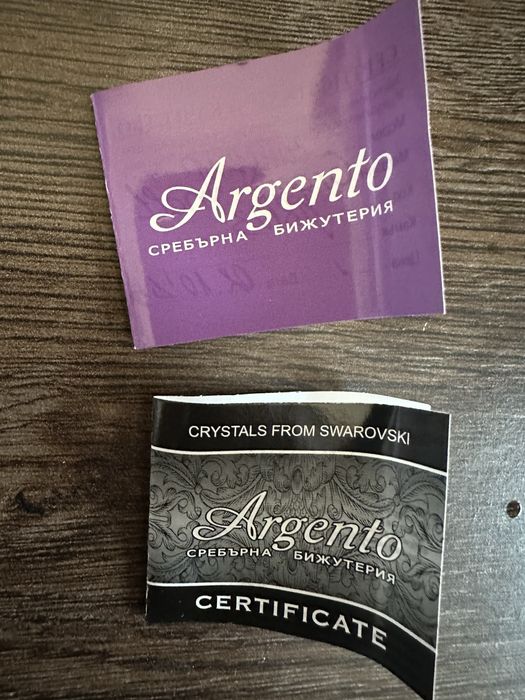 Argento
СРЕБЪРНА БИЖУТЕРИЯ
CRYSTALS FROM SWAROVSKI
Argento
СРЕБЪРНА БИЖУТЕРИЯ
CERTIFICATE